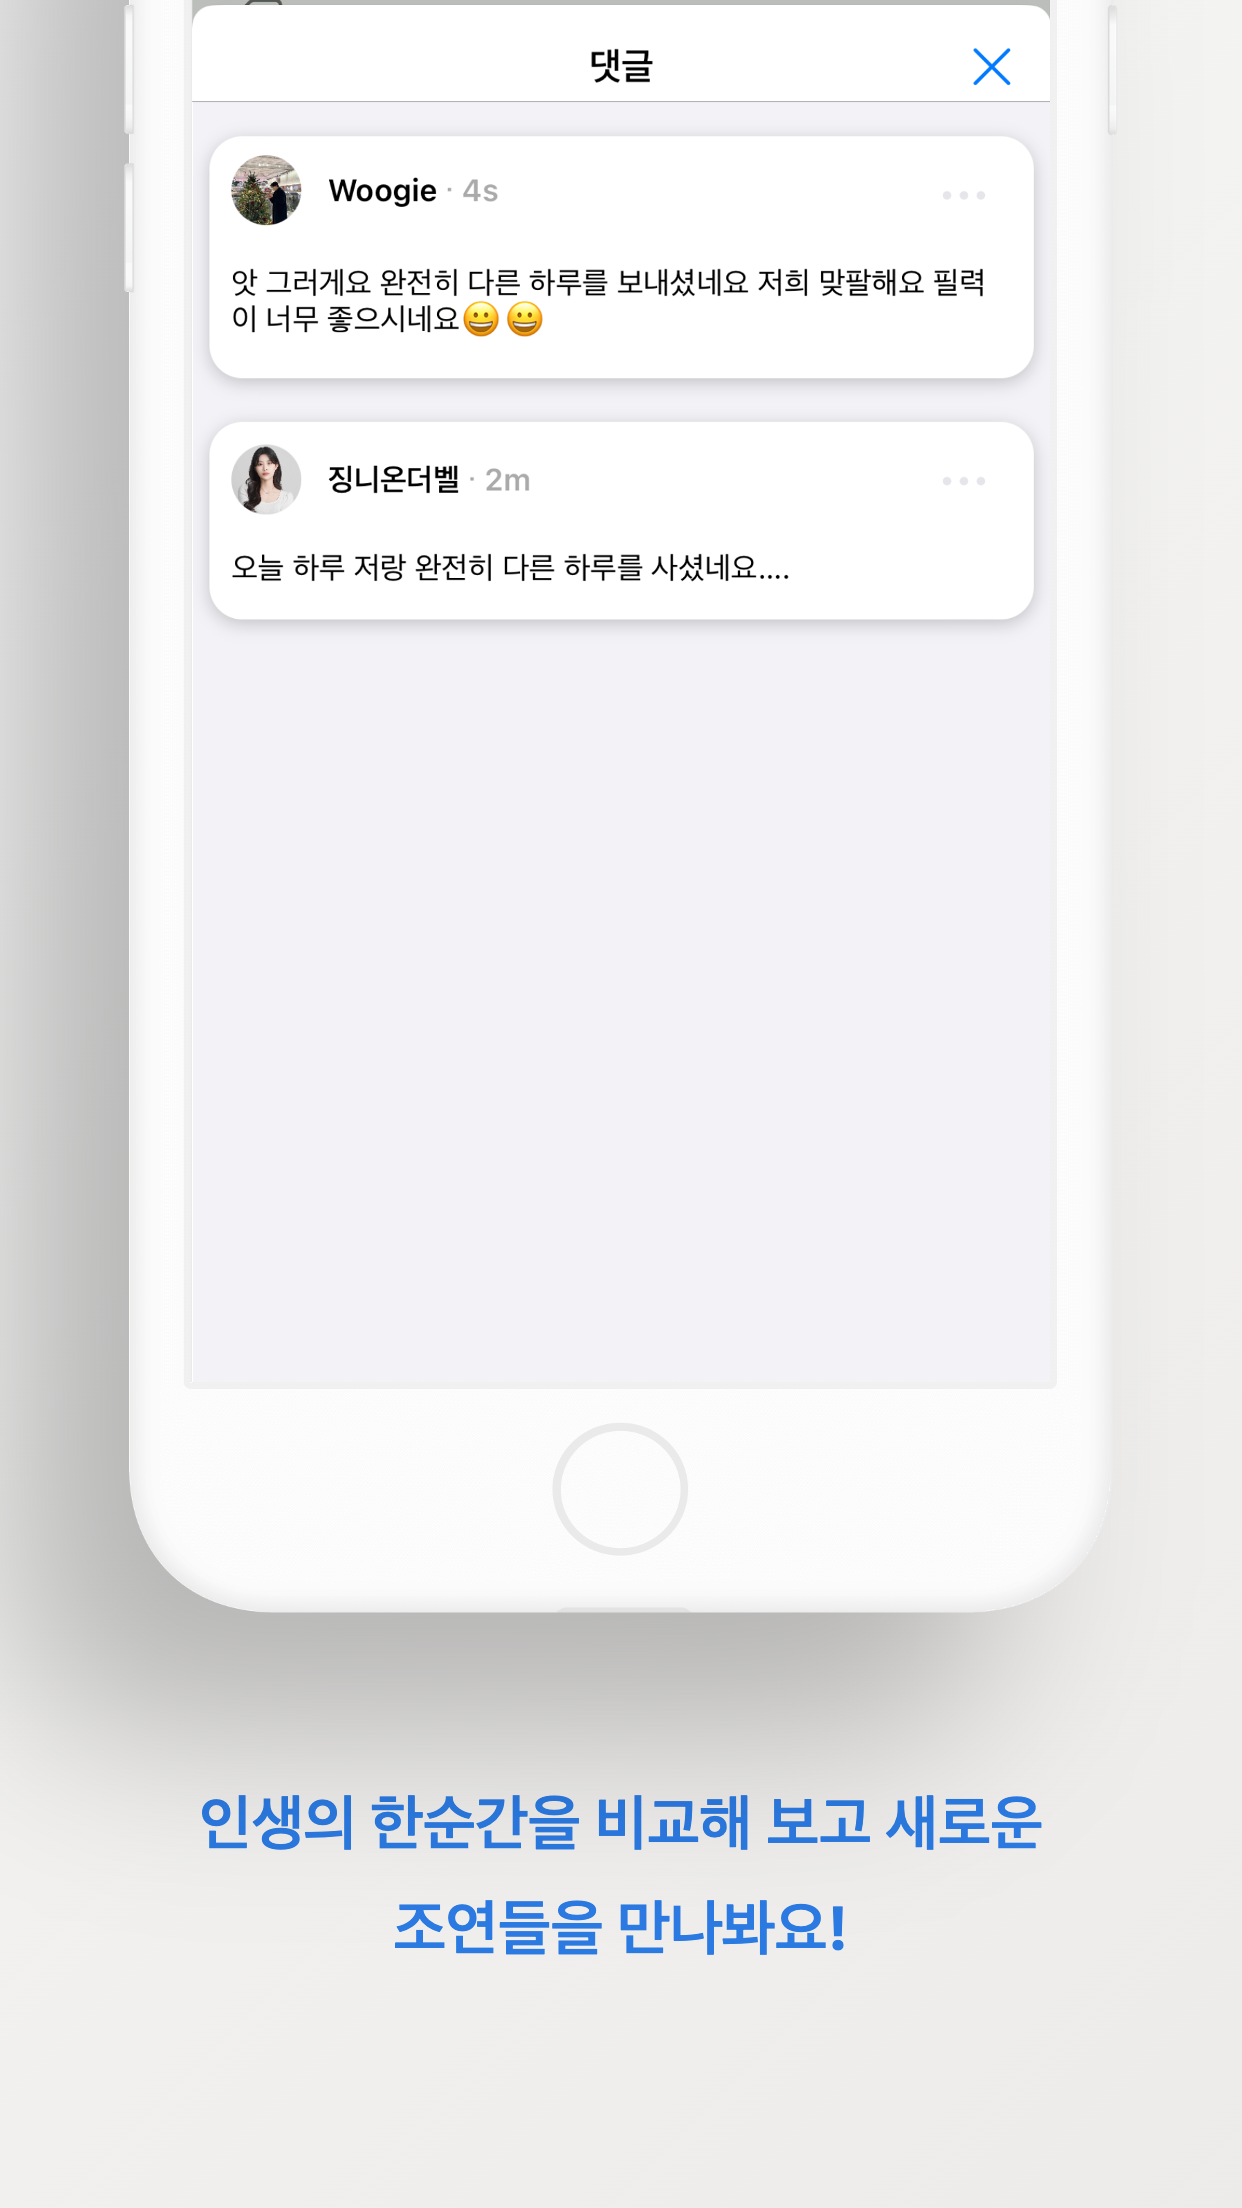 댓글
Woogie · 4s
앗 그러게요 완전히 다른 하루를 보내셨네요 저희 맞팔해요 필력
이 너무 좋으시네요😀😀
징니온더벨 · 2m
오늘 하루 저랑 완전히 다른 하루를 사셨네요....
인생의 한순간을 비교해 보고 새로운
조연들을 만나봐요!